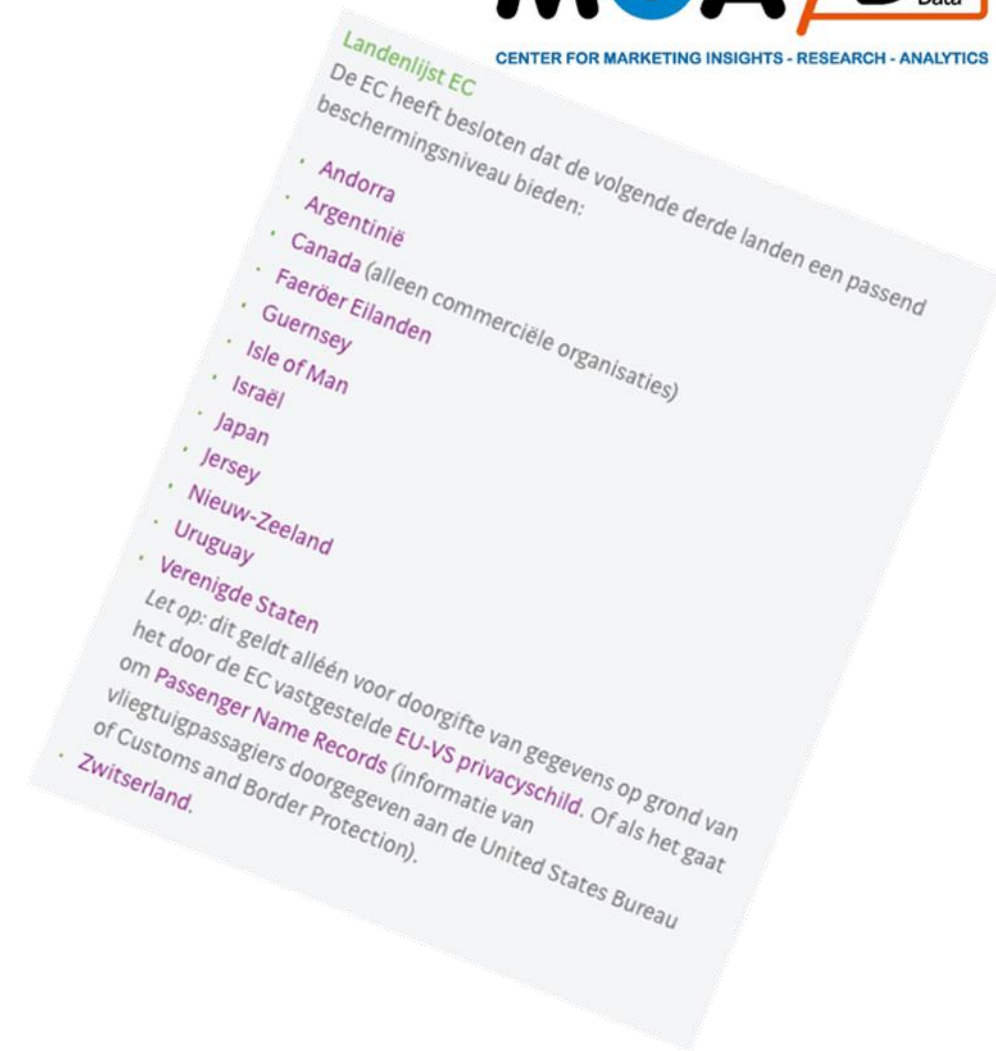 Data
CENTER FOR MARKETING INSIGHTS - RESEARCH - ANALYTICS
Landenlijst EC
De EC heeft besloten dat de volgende derde landen een passend
beschermingsniveau bieden:
Andorra
Argentinië
Canada (alleen commerciële organisaties)
Faeröer Eilanden
Guernsey
Isle of Man
Israël
Japan
Jersey
Nieuw-Zeeland
Uruguay
Verenigde Staten
Let op: dit geldt alléén voor doorgifte van gegevens op grond van
het door de EC vastgestelde EU-VS privacyschild. Of als het gaat
om Passenger Name Records (informatie van
vliegtuigpassagiers doorgegeven aan de United States Bureau
of Customs and Border Protection).
Zwitserland.